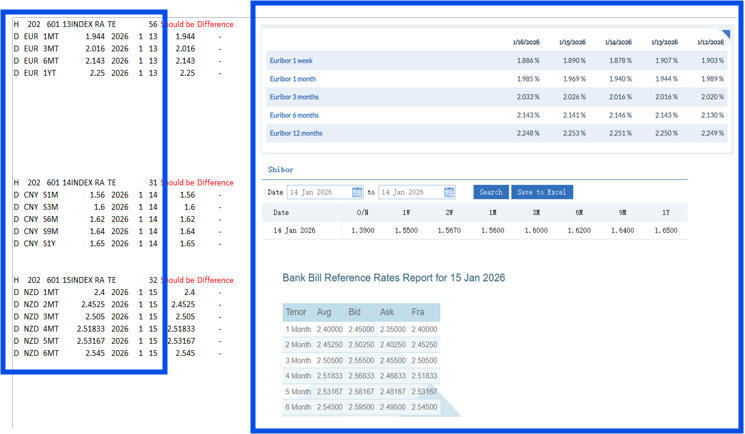 H 202 601 13INDEX RA TE 56 Should be Difference
D EUR 1MT 1.944 2026 1 13 1.944 -
D EUR 3MT 2.016 2026 1 13 2.016 -
D EUR 6MT 2.143 2026 1 13 2.143 -
D EUR 1YT 2.25 2026 1 13 2.25 -
H 202 601 14INDEX RA TE 31 Should be Difference
D CNY S1M 1.56 2026 1 14 1.56 -
D CNY S3M 1.6 2026 1 14 1.6 -
D CNY S6M 1.62 2026 1 14 1.62 -
D CNY S9M 1.64 2026 1 14 1.64 -
D CNY S1Y 1.65 2026 1 14 1.65 -
H 202 601 15INDEX RA TE 32 Should be Difference
D NZD 1MT 2.4 2026 1 15 2.4 -
D NZD 2MT 2.4525 2026 1 15 2.4525 -
D NZD 3MT 2.505 2026 1 15 2.505 -
D NZD 4MT 2.51833 2026 1 15 2.51833 -
D NZD 5MT 2.53167 2026 1 15 2.53167 -
D NZD 6MT 2.545 2026 1 15 2.545 -
1/16/2026 1/15/2026 1/14/2026 1/13/2026 1/12/2026
Euribor 1 week 1.886 % 1.890 % 1.878 % 1.907 % 1.903 %
Euribor 1 month 1.985 % 1.969 % 1.940 % 1.944 % 1.989 %
Euribor 3 months 2.033 % 2.026 % 2.016 % 2.016 % 2.020 %
Euribor 6 months 2.143 % 2.141 % 2.146 % 2.143 % 2.130 %
Euribor 12 months 2.248 % 2.253 % 2.251 % 2.250 % 2.249 %
Shibor
Date 14 Jan 2026 to 14 Jan 2026 Search Save to Excel
Date O/N 1W 2W 1M 3M 6M 9M 1Y
14 Jan 2026 1.3900 1.5500 1.5670 1.5600 1.6000 1.6200 1.6400 1.6500
Bank Bill Reference Rates Report for 15 Jan 2026
Tenor Avg Bid Ask Fra
1 Month 2.40000 2.45000 2.35000 2.40000
2 Month 2.45250 2.50250 2.40250 2.45250
3 Month 2.50500 2.55500 2.45500 2.50500
4 Month 2.51833 2.56833 2.46833 2.51833
5 Month 2.53167 2.58167 2.48167 2.53167
6 Month 2.54500 2.59500 2.49500 2.54500